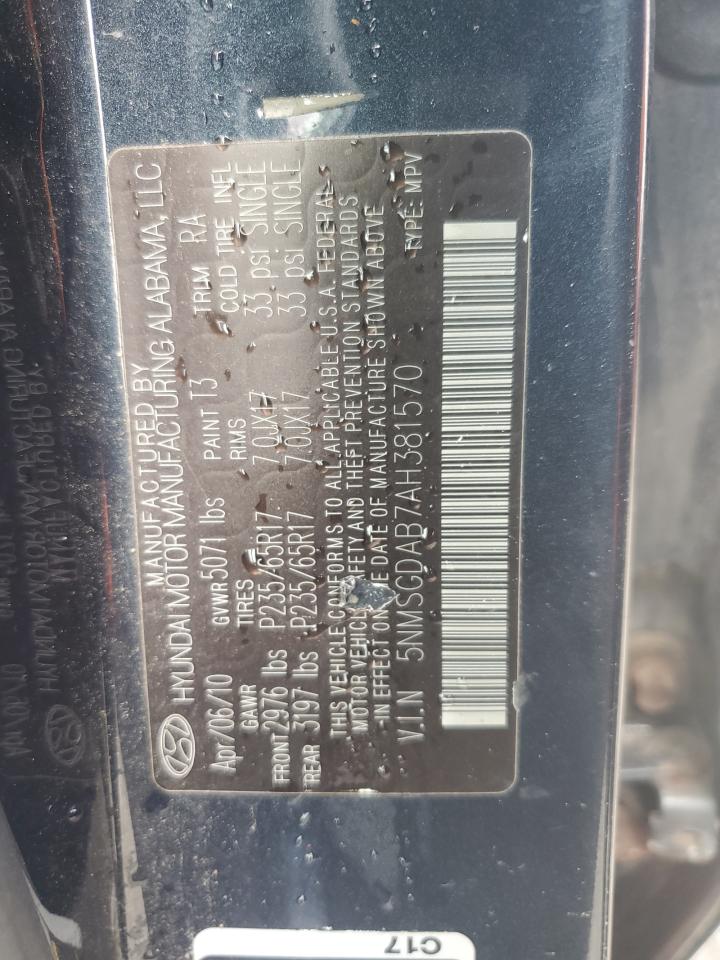 MANUFACTURED BY
HYUNDAI MOTOR MANUFACTURING ALABAMA, LLC
Apr/06/10 GVWR 5071 lbs PAINT T3 TRIM RA
GAWR TIRES RIMS COLD TIRE INFL
FRONT 2976 lbs P235/65R17 7.0JX17 33 psi SINGLE
REAR 3197 lbs P235/65R17 7.0JX17 33 psi SINGLE
THIS VEHICLE CONFORMS TO ALL APPLICABLE U.S.A. FEDERAL
MOTOR VEHICLE SAFETY AND THEFT PREVENTION STANDARDS
IN EFFECT ON THE DATE OF MANUFACTURE SHOWN ABOVE
V.I.N 5NMSGDAB7AH381570 TYPE: MPV
C17